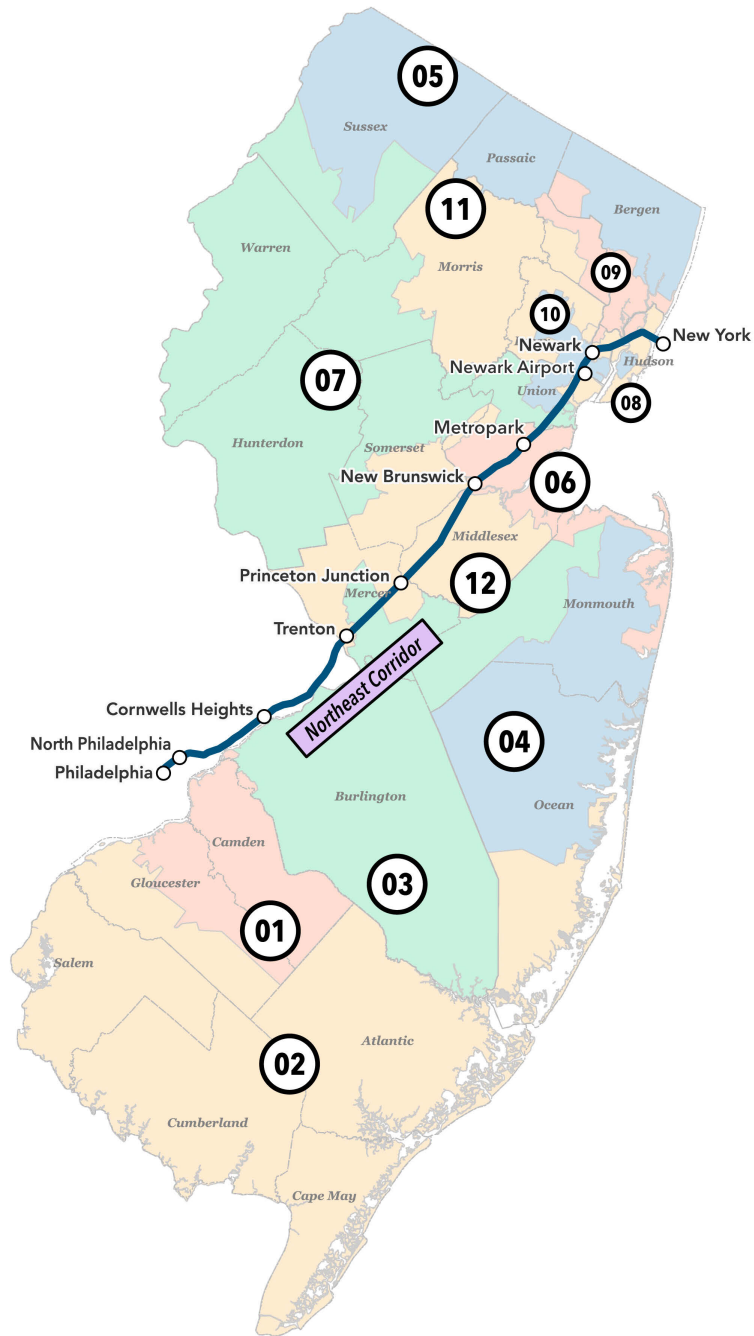 05
Sussex
Passaic
11
Bergen
Warren
Morris
09
10
New York
Newark
Hudson
Newark Airport
07
Union
08
Metropark
Hunterdon
Somerset
New Brunswick
06
Middlesex
Princeton Junction
12
Mercer
Monmouth
Trenton
Northeast Corridor
Cornwells Heights
North Philadelphia
04
Philadelphia
Burlington
Ocean
Camden
03
Gloucester
01
Salem
Atlantic
02
Cumberland
Cape May